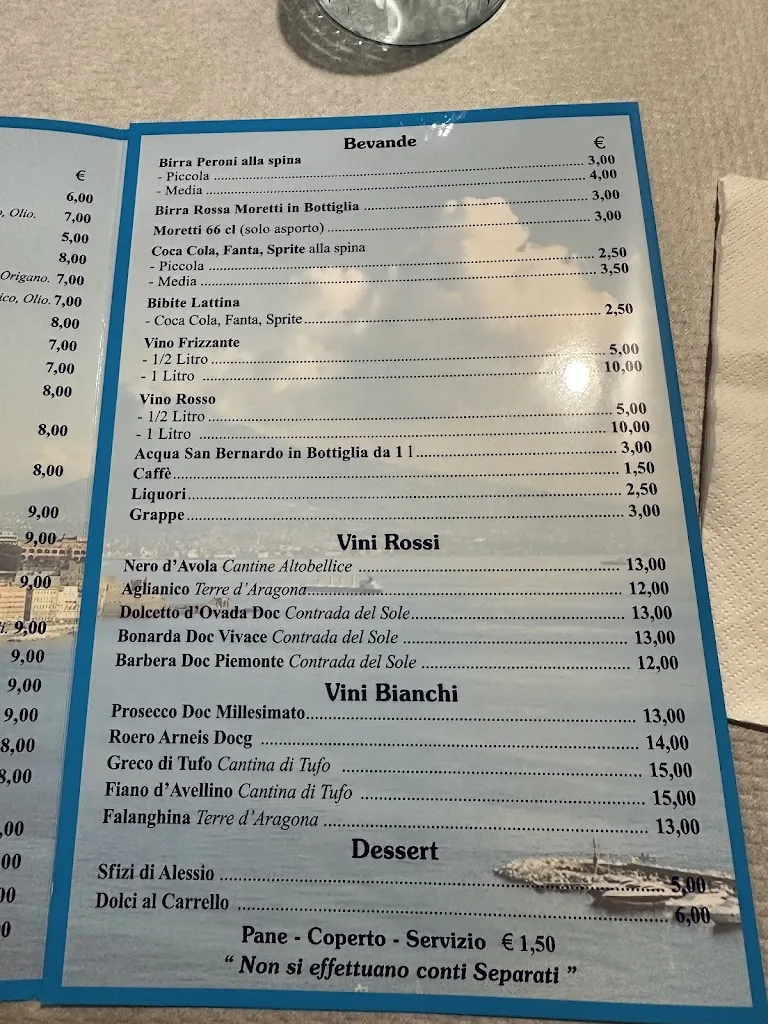 €
6,00
, Olio. 7,00
5,00
8,00
Origano. 7,00
ico, Olio. 7,00
8,00
7,00
7,00
8,00
8,00
8,00
9,00
9,00
9,00
9,00
9,00
9,00
9,00
8,00
8,00
,00
00
00
0
Bevande €
Birra Peroni alla spina
- Piccola 3,00
- Media 4,00
Birra Rossa Moretti in Bottiglia 3,00
Moretti 66 cl (solo asporto) 3,00
Coca Cola, Fanta, Sprite alla spina
- Piccola 2,50
- Media 3,50
Bibite Lattina
- Coca Cola, Fanta, Sprite 2,50
Vino Frizzante
- 1/2 Litro 5,00
- 1 Litro 10,00
Vino Rosso
- 1/2 Litro 5,00
- 1 Litro 10,00
Acqua San Bernardo in Bottiglia da 1 l 3,00
Caffè 1,50
Liquori 2,50
Grappe 3,00
Vini Rossi
Nero d'Avola Cantine Altobellice 13,00
Aglianico Terre d'Aragona 12,00
Dolcetto d'Ovada Doc Contrada del Sole 13,00
Bonarda Doc Vivace Contrada del Sole 13,00
Barbera Doc Piemonte Contrada del Sole 12,00
Vini Bianchi
Prosecco Doc Millesimato 13,00
Roero Arneis Docg 14,00
Greco di Tufo Cantina di Tufo 15,00
Fiano d'Avellino Cantina di Tufo 15,00
Falanghina Terre d'Aragona 13,00
Dessert
Sfizi di Alessio 5,00
Dolci al Carrello 6,00
Pane - Coperto - Servizio € 1,50
“ Non si effettuano conti Separati ”